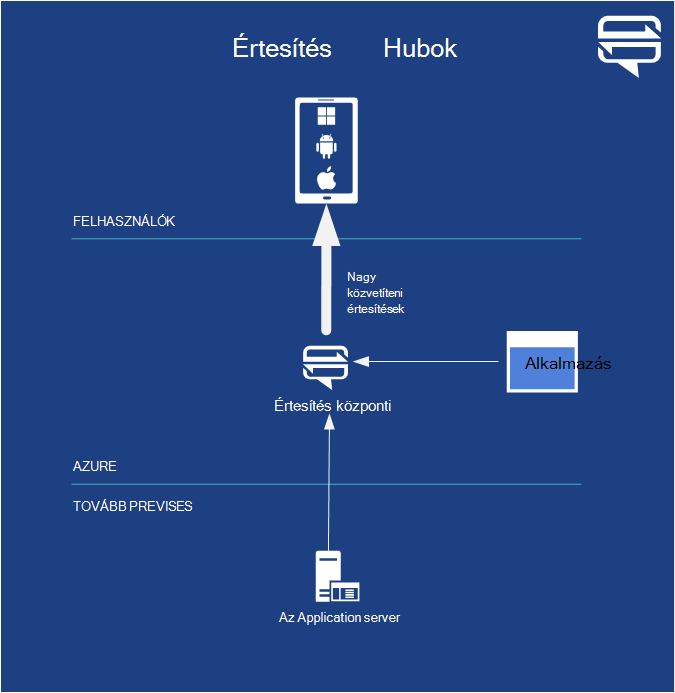 Értesítés Hubok
FELHASZNÁLÓK
Nagy
közvetíteni
értesítések
Alkalmazás
Értesítés központi
AZURE
TOVÁBB PREVISES
Az Application server